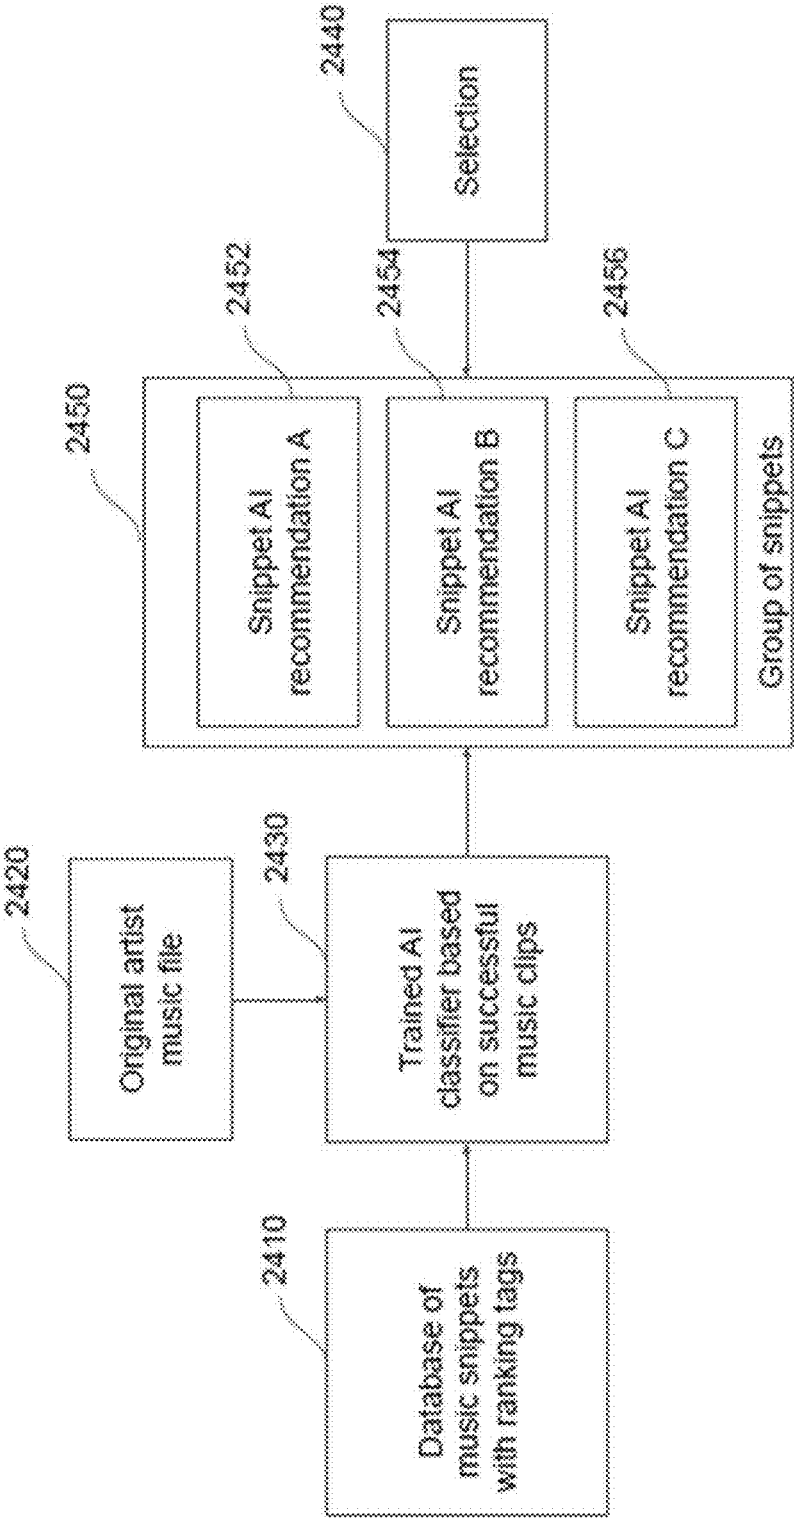 2410
Database of
music snippets
with ranking tags
2420
Original artist
music file
2430
Trained AI
classifier based
on successful
music clips
2450
2452
Snippet AI
recommendation A
2454
Snippet AI
recommendation B
2456
Snippet AI
recommendation C
Group of snippets
2440
Selection